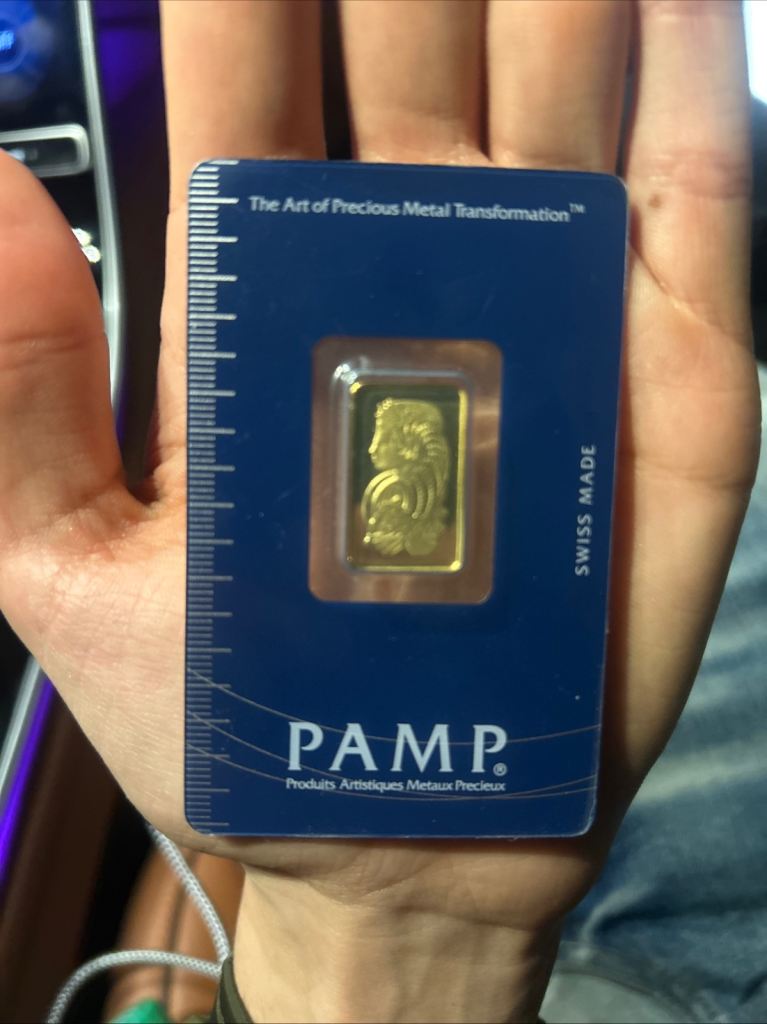 The Art of Precious Metal Transformation™
SWISS MADE
PAMP®
Produits Artistiques Metaux Precieux